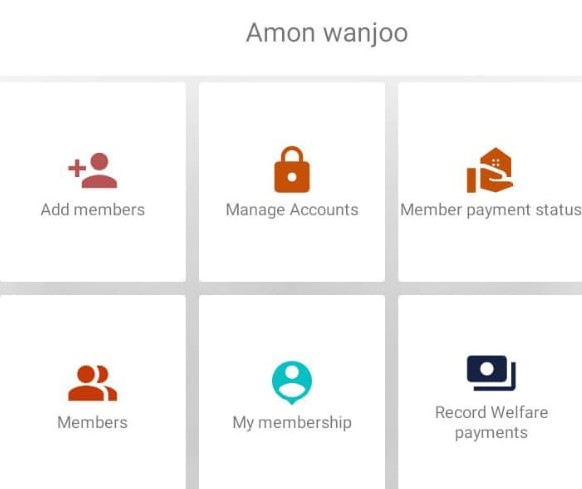 Amon wanjoo
Add members
Manage Accounts
Member payment status
Members
My membership
Record Welfare
payments